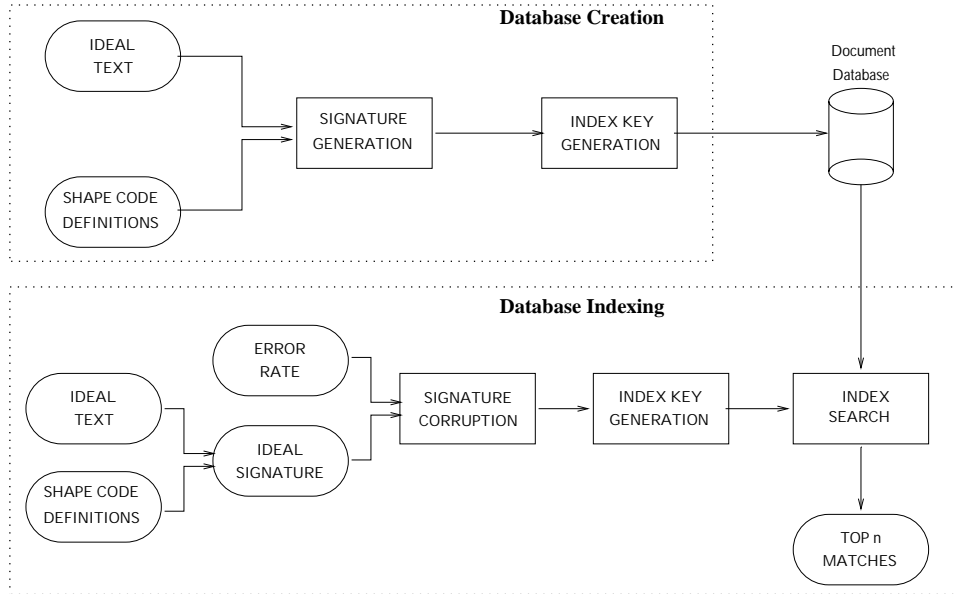 Database Creation
IDEAL
TEXT
SHAPE CODE
DEFINITIONS
SIGNATURE
GENERATION
INDEX KEY
GENERATION
Document
Database
Database Indexing
ERROR
RATE
IDEAL
TEXT
SHAPE CODE
DEFINITIONS
IDEAL
SIGNATURE
SIGNATURE
CORRUPTION
INDEX KEY
GENERATION
INDEX
SEARCH
TOP n
MATCHES